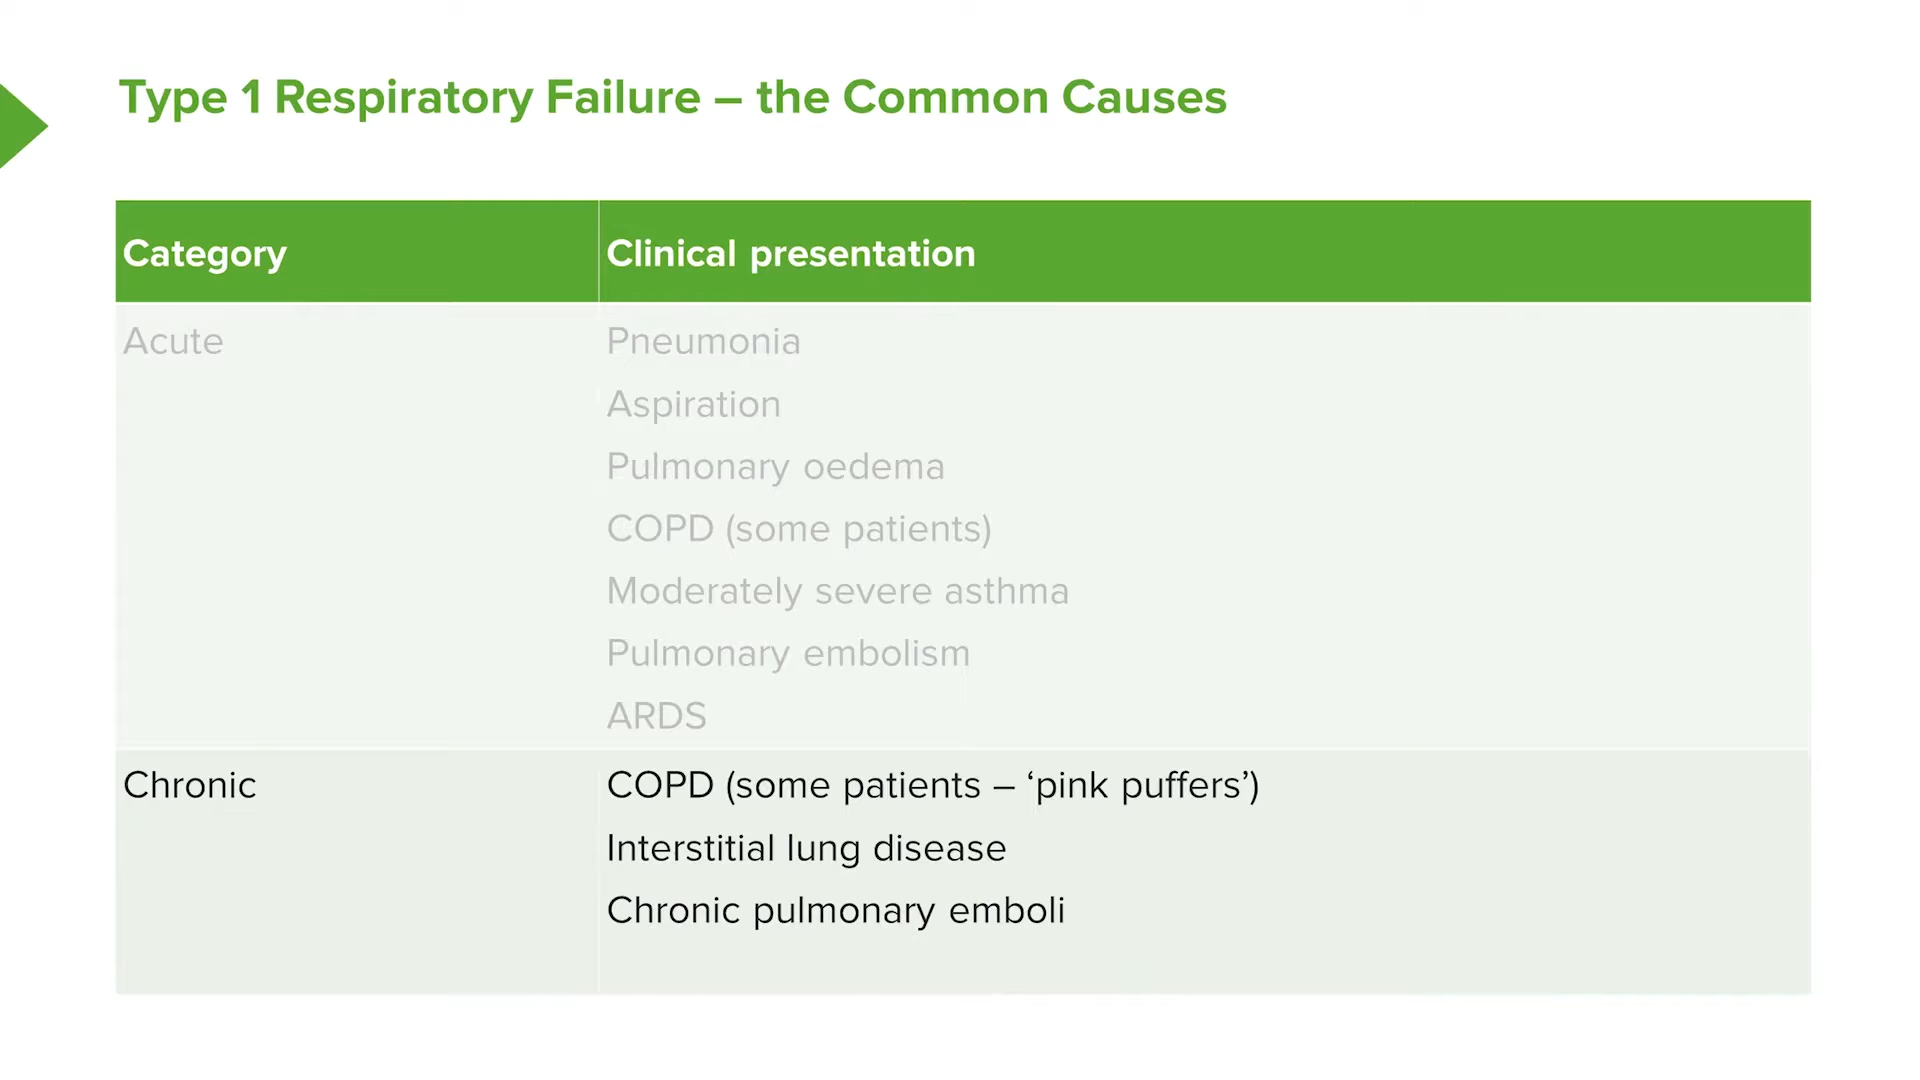 Type 1 Respiratory Failure – the Common Causes
Category
Clinical presentation
Acute
Pneumonia
Aspiration
Pulmonary oedema
COPD (some patients)
Moderately severe asthma
Pulmonary embolism
ARDS
Chronic
COPD (some patients – ‘pink puffers’)
Interstitial lung disease
Chronic pulmonary emboli